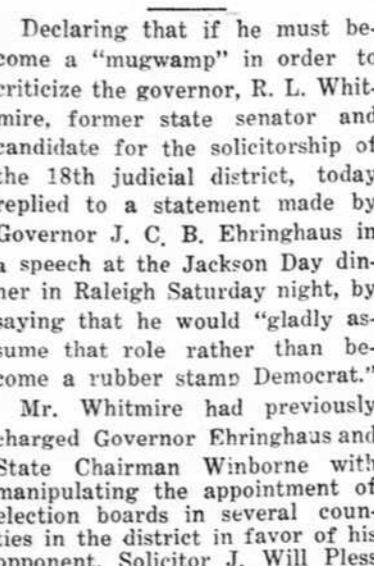 Declaring that if he must be-
come a "mugwamp" in order to
criticize the governor, R. L. Whit-
mire, former state senator and
candidate for the solicitorship of
the 18th judicial district, today
replied to a statement made by
Governor J. C. B. Ehringhaus in
a speech at the Jackson Day din-
ner in Raleigh Saturday night, by
saying that he would "gladly as-
sume that role rather than be-
come a rubber stamp Democrat."
Mr. Whitmire had previously
charged Governor Ehringhaus and
State Chairman Winborne with
manipulating the appointment of
election boards in several coun-
ties in the district in favor of his
opponent, Solicitor J. Will Pless